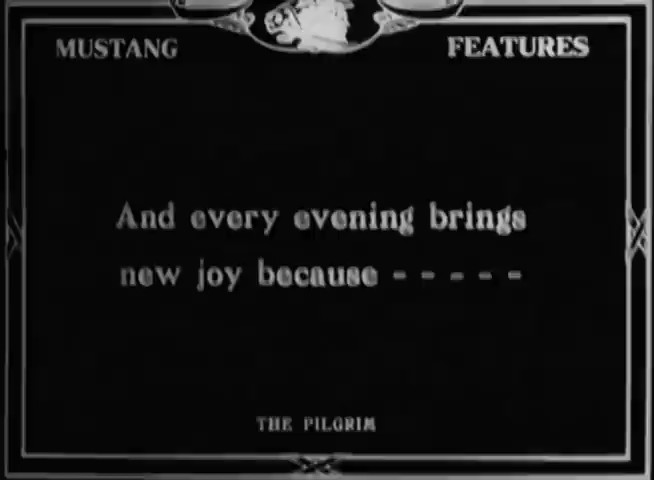 MUSTANG FEATURES
And every evening brings
new joy because - - - - -
THE PILGRIM